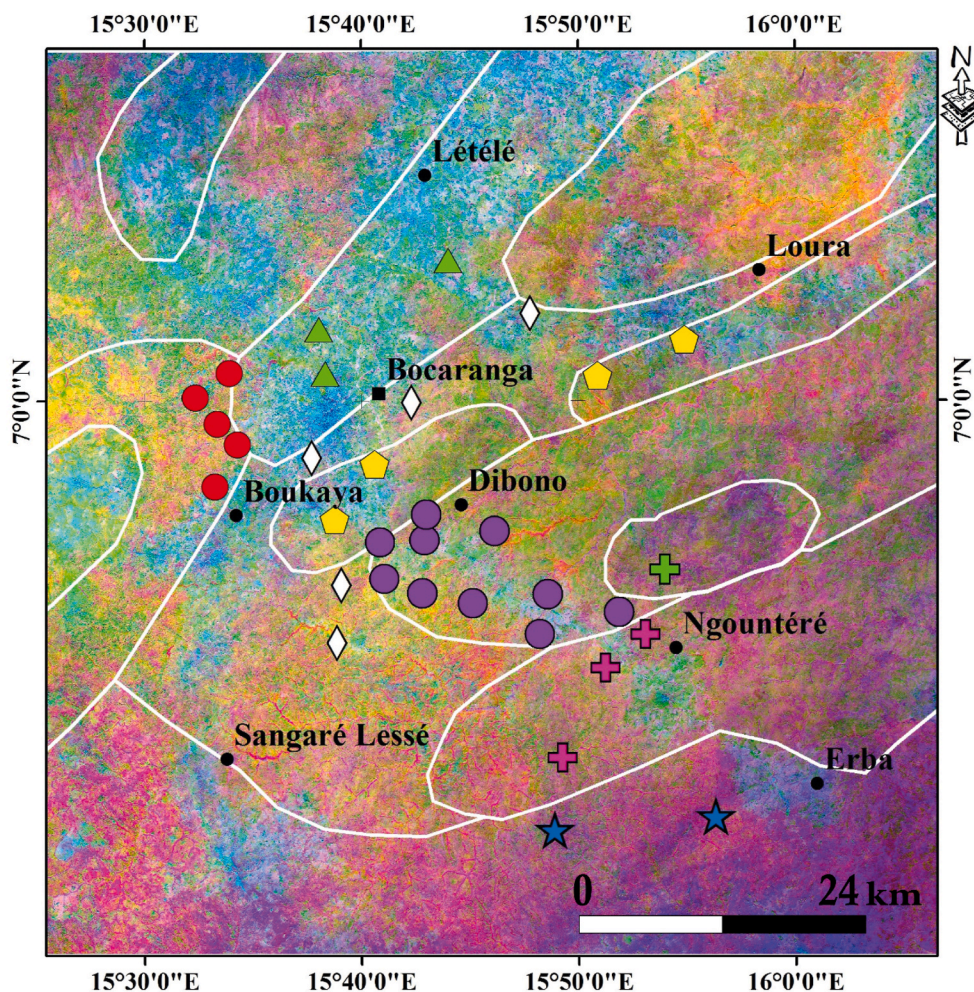 15°30'0"E 15°40'0"E 15°50'0"E 16°0'0"E
N
Létélé
Loura
Bocaranga
7°0'0"N
7°0'0"N
Boukaya
Dibono
Ngountéré
Sangaré Lessé
Erba
0 24 km
15°30'0"E 15°40'0"E 15°50'0"E 16°0'0"E